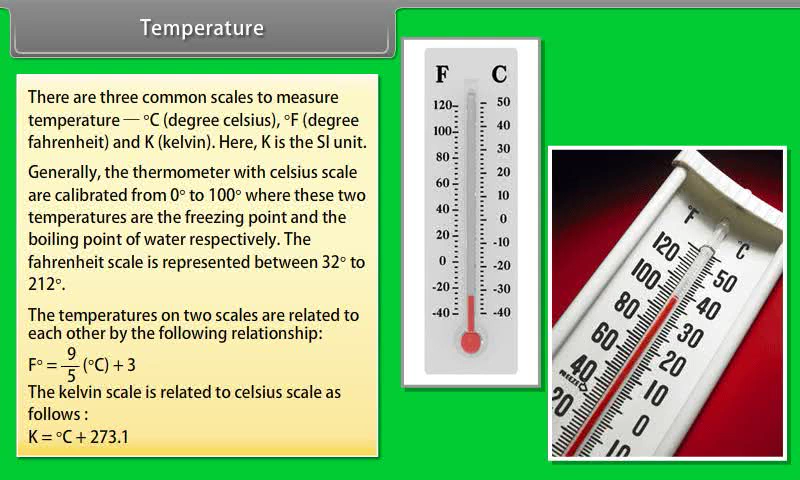 Temperature
There are three common scales to measure
temperature — °C (degree celsius), °F (degree
fahrenheit) and K (kelvin). Here, K is the SI unit.
Generally, the thermometer with celsius scale
are calibrated from 0° to 100° where these two
temperatures are the freezing point and the
boiling point of water respectively. The
fahrenheit scale is represented between 32° to
212°.
The temperatures on two scales are related to
each other by the following relationship:
F° = 9/5 (°C) + 3
The kelvin scale is related to celsius scale as
follows :
K = °C + 273.1
F C
120 50
100 40
80 30
60 20
40 10
20 0
0 -10
-20 -20
-40 -30
-40
°F °C
120 50
100 40
80 30
60 20
40 10
FREEZE
20 0
10